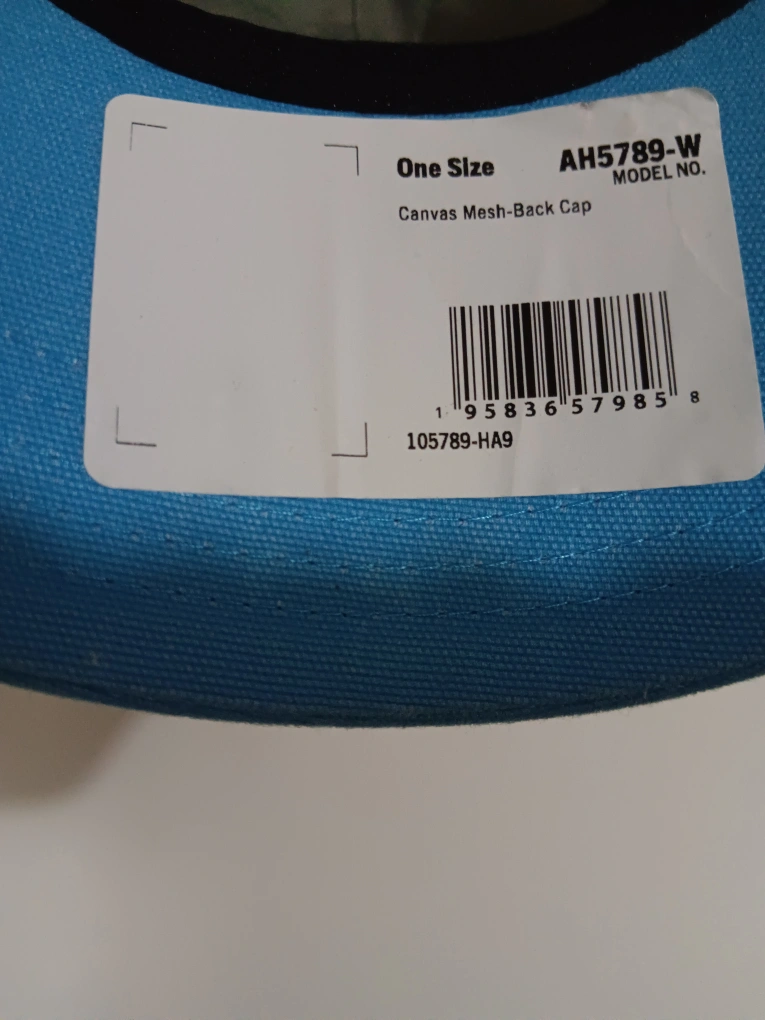 One Size
AH5789-W
MODEL NO.
Canvas Mesh-Back Cap
1 95836 57985 8
105789-HA9